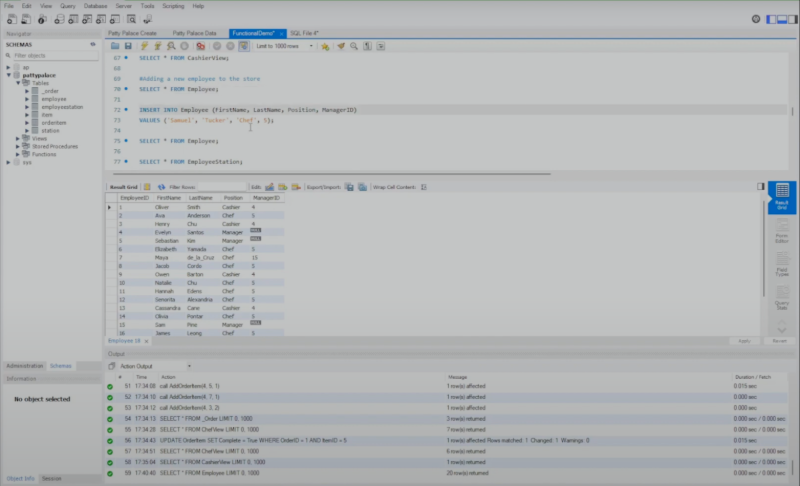 File Edit View Query Database Server Tools Scripting Help
Navigator
SCHEMAS
Filter objects
pattypalace
Tables
_order
employee
employeestation
item
orderitem
station
Views
Stored Procedures
Functions
sys
Administration Schemas
Information
No object selected
Object Info Session
Patty Palace Create Patty Palace Data FunctionalDemo* SQL File 4*
Limit to 1000 rows
67 SELECT * FROM CashierView;
68
69 #Adding a new employee to the store
70 SELECT * FROM Employee;
71
72 INSERT INTO Employee (FirstName, LastName, Position, ManagerID)
73 VALUES ('Samuel', 'Tucker', 'Chef', 5);
74
75 SELECT * FROM Employee;
76
77 SELECT * FROM EmployeeStation;
Result Grid Filter Rows: Edit: Export/Import: Wrap Cell Content:
EmployeeID FirstName LastName Position ManagerID
1 Oliver Smith Cashier 4
2 Ava Anderson Chef 5
3 Henry Chu Cashier 4
4 Evelyn Santos Manager NULL
5 Sebastian Kim Manager NULL
6 Elizabeth Yamada Chef 5
7 Maya de_la_Cruz Chef 15
8 Jacob Cordo Chef 5
9 Owen Barton Cashier 4
10 Natalie Chu Chef 5
11 Hannah Edens Chef 5
12 Senorita Alexandria Chef 5
13 Cassandra Cane Cashier 4
14 Olivia Chef 5
15 Sam Pine Manager NULL
16 James Leong Chef 5
Result Grid
Form Editor
Field Types
Query Stats
Employee 18
Apply Revert
Output
Action Output
# Time Action Message Duration / Fetch
51 17:34:08 call AddOrderItem(4, 5, 1) 1 row(s) affected 0.015 sec
52 17:34:10 call AddOrderItem(4, 7, 1) 1 row(s) affected 0.000 sec
53 17:34:12 call AddOrderItem(4, 3, 2) 1 row(s) affected 0.000 sec
54 17:34:13 SELECT * FROM _Order LIMIT 0, 1000 3 row(s) returned 0.000 sec / 0.000 sec
55 17:34:28 SELECT * FROM ChefView LIMIT 0, 1000 7 row(s) returned 0.000 sec / 0.000 sec
56 17:34:43 UPDATE OrderItem SET Complete = True WHERE OrderID = 1 AND ItemID = 5 1 row(s) affected Rows matched: 1 Changed: 1 Warnings: 0 0.015 sec
57 17:34:51 SELECT * FROM ChefView LIMIT 0, 1000 6 row(s) returned 0.000 sec / 0.000 sec
58 17:35:04 SELECT * FROM CashierView LIMIT 0, 1000 1 row(s) returned 0.000 sec / 0.000 sec
59 17:40:40 SELECT * FROM Employee LIMIT 0, 1000 20 row(s) returned 0.000 sec / 0.000 sec